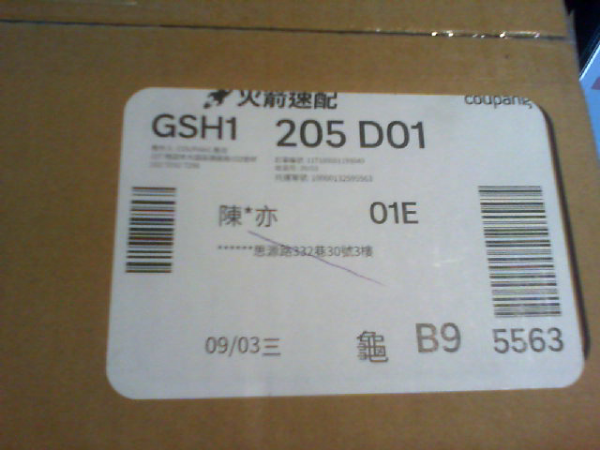 火箭速配
coupang
GSH1 205 D01
陳*亦 01E
******思源路332巷30號3樓
09/03三 龜 B9 5563